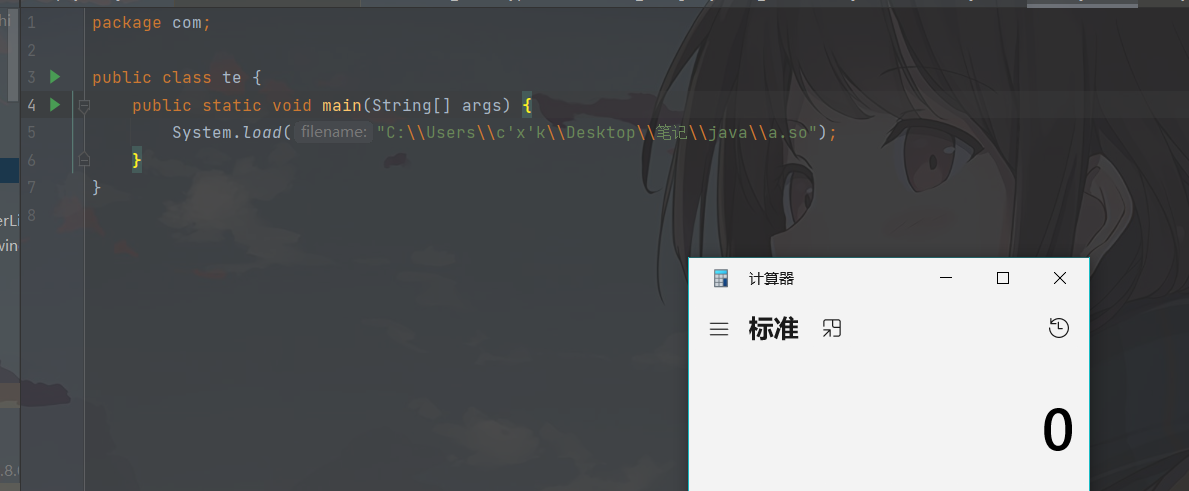 1 package com;
2
3 public class te {
4 public static void main(String[] args) {
5 System.load( filename: "C:\\Users\\c'x'k\\Desktop\\笔记\\java\\a.so");
6 }
7 }
8
erLi
win
.8.
计算器
标准
0